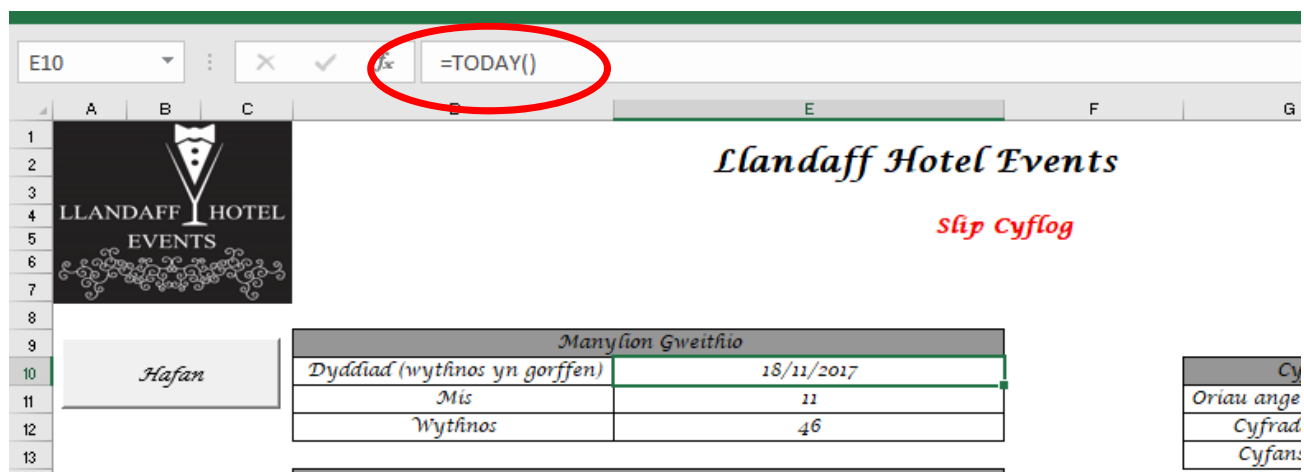 E10 fx =TODAY()
A B C D E F G
1
2 Llandaff Hotel Events
3
4 LLANDAFF HOTEL
Slip Cyflog
5 EVENTS
6
7
8
9 Manylion Gweithio
10 Hafan Dyddiad (wythnos yn gorffen) 18/11/2017 Cy
11 Mis 11 Oriau ange
12 Wythnos 46 Cyfrad
13 Cyfans